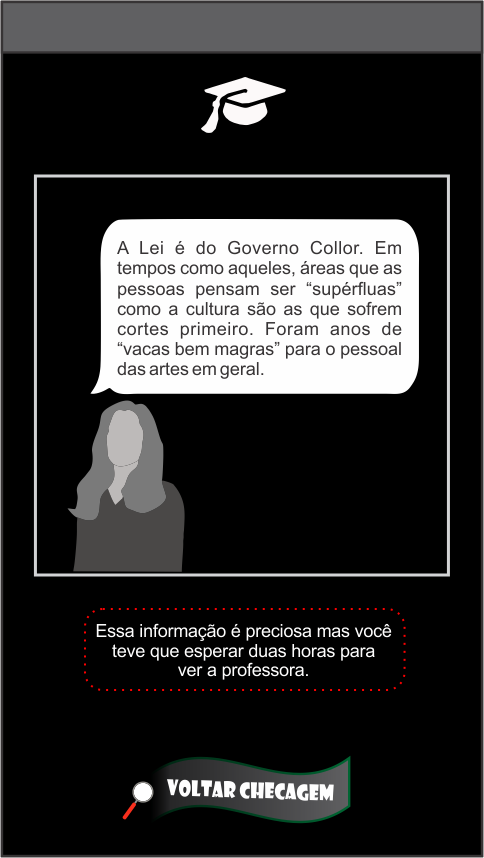 A Lei é do Governo Collor. Em
tempos como aqueles, áreas que as
pessoas pensam ser “supérfluas”
como a cultura são as que sofrem
cortes primeiro. Foram anos de
“vacas bem magras” para o pessoal
das artes em geral.
Essa informação é preciosa mas você
teve que esperar duas horas para
ver a professora.
VOLTAR CHECAGEM